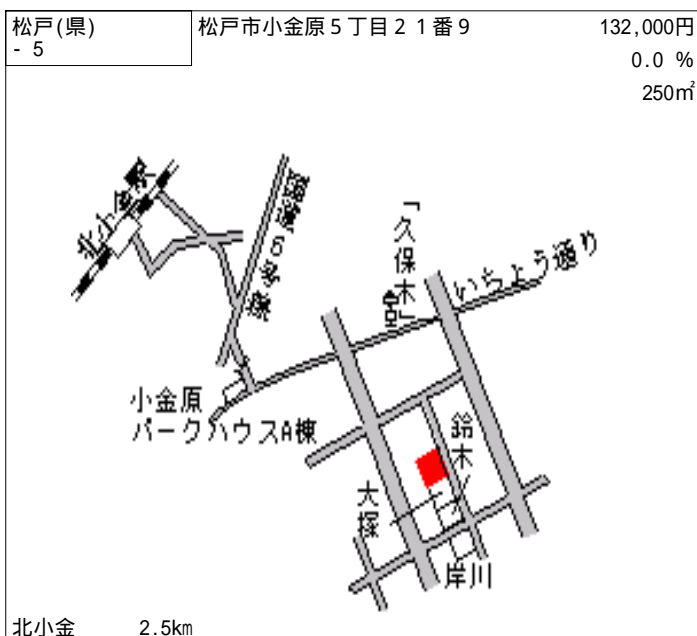 松戸(県)
- 5
松戸市小金原５丁目２１番９
132,000円
0.0 %
250㎡
北小金駅
国道６号線
「久保木」
いちょう通り
小金原
パークハウスA棟
鈴木
大塚
岸川
北小金 2.5km